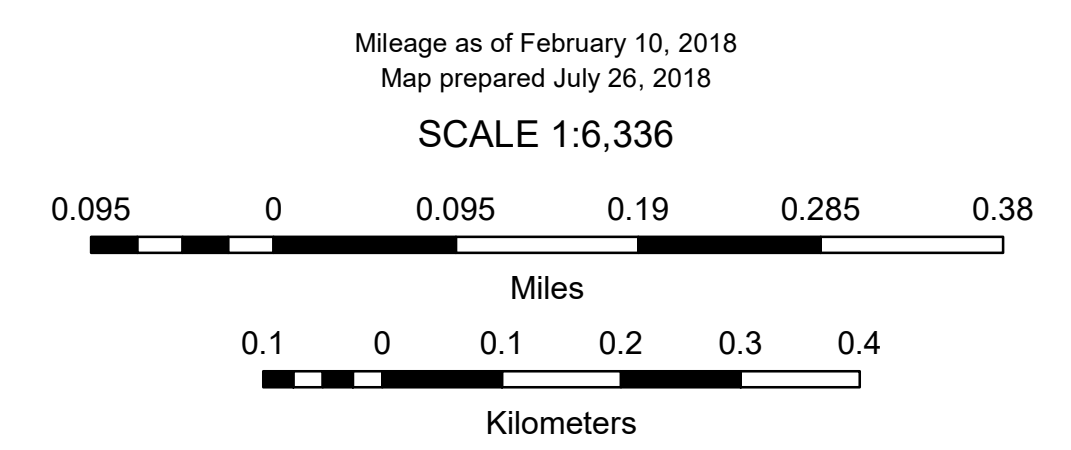 Mileage as of February 10, 2018
Map prepared July 26, 2018
SCALE 1:6,336
0.095 0 0.095 0.19 0.285 0.38
Miles
0.1 0 0.1 0.2 0.3 0.4
Kilometers